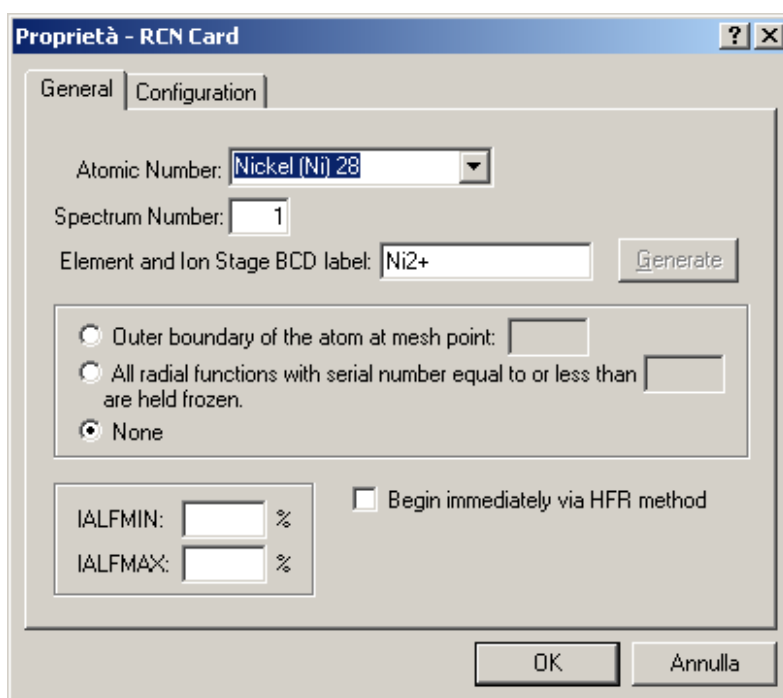 Proprietà - RCN Card
General Configuration
Atomic Number: Nickel (Ni) 28
Spectrum Number: 1
Element and Ion Stage BCD label: Ni2+ Generate
Outer boundary of the atom at mesh point:
All radial functions with serial number equal to or less than
are held frozen.
None
IALFMIN: %
Begin immediately via HFR method
IALFMAX: %
OK Annulla